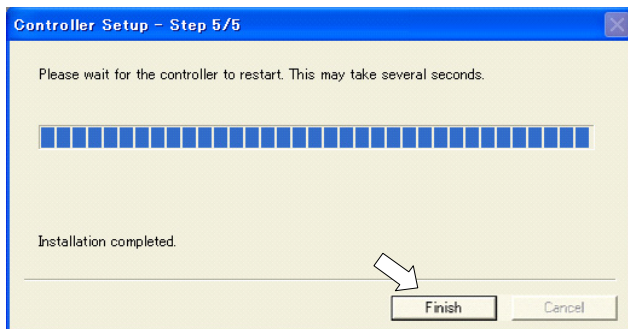 Controller Setup - Step 5/5
Please wait for the controller to restart. This may take several seconds.
Installation completed.
Finish
Cancel